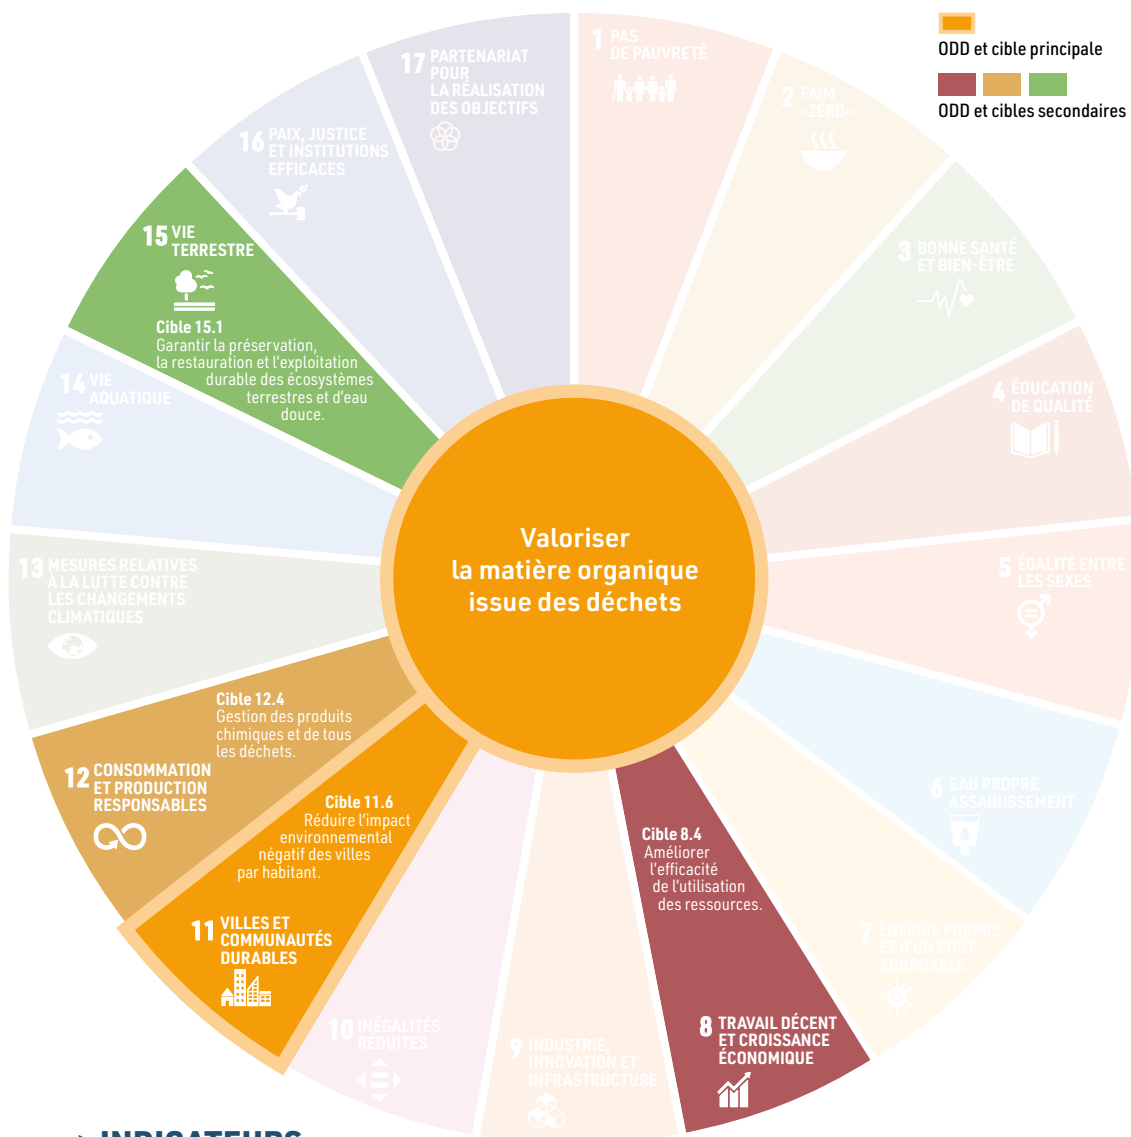 ODD et cible principale
ODD et cibles secondaires
1 PAS
DE PAUVRETÉ
2 FAIM
«ZÉRO»
3 BONNE SANTÉ
ET BIEN-ÊTRE
4 ÉDUCATION
DE QUALITÉ
5 ÉGALITÉ ENTRE
LES SEXES
6 EAU PROPRE
ASSAINISSEMENT
7 ÉNERGIE PROPRE
ET D'UN COÛT
ABORDABLE
Cible 8.4
Améliorer
l'efficacité
de l'utilisation
des ressources.
8 TRAVAIL DÉCENT
ET CROISSANCE
ÉCONOMIQUE
9 INDUSTRIE,
INNOVATION ET
INFRASTRUCTURE
10 INÉGALITÉS
RÉDUITES
Cible 11.6
Réduire l'impact
environnemental
négatif des villes
par habitant.
11 VILLES ET
COMMUNAUTÉS
DURABLES
Cible 12.4
Gestion des produits
chimiques et de tous
les déchets.
12 CONSOMMATION
ET PRODUCTION
RESPONSABLES
13 MESURES RELATIVES
À LA LUTTE CONTRE
LES CHANGEMENTS
CLIMATIQUES
14 VIE
AQUATIQUE
15 VIE
TERRESTRE
Cible 15.1
Garantir la préservation,
la restauration et l'exploitation
durable des écosystèmes
terrestres et d'eau
douce.
16 PAIX, JUSTICE
ET INSTITUTIONS
EFFICACES
17 PARTENARIAT
POUR
LA RÉALISATION
DES OBJECTIFS
Valoriser
la matière organique
issue des déchets
INDICATEURS